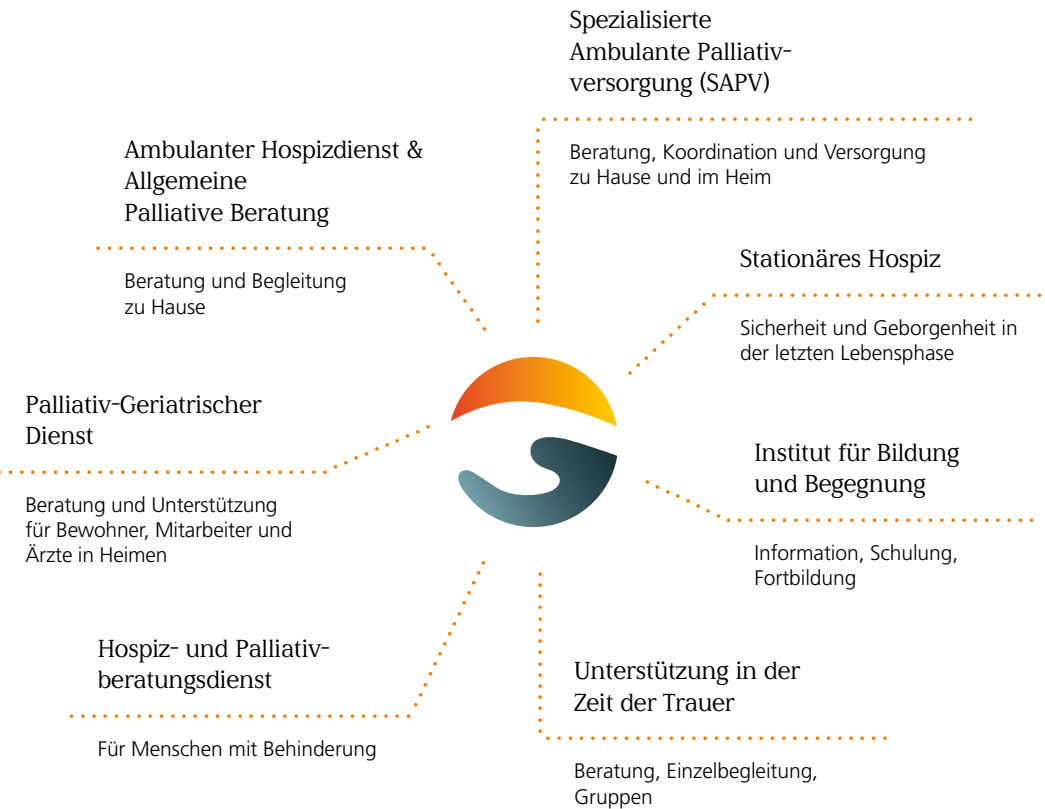 Spezialisierte
Ambulante Palliativ-
versorgung (SAPV)
Beratung, Koordination und Versorgung
zu Hause und im Heim
Ambulanter Hospizdienst &
Allgemeine
Palliative Beratung
Beratung und Begleitung
zu Hause
Stationäres Hospiz
Sicherheit und Geborgenheit in
der letzten Lebensphase
Palliativ-Geriatrischer
Dienst
Beratung und Unterstützung
für Bewohner, Mitarbeiter und
Ärzte in Heimen
Institut für Bildung
und Begegnung
Information, Schulung,
Fortbildung
Hospiz- und Palliativ-
beratungsdienst
Für Menschen mit Behinderung
Unterstützung in der
Zeit der Trauer
Beratung, Einzelbegleitung,
Gruppen